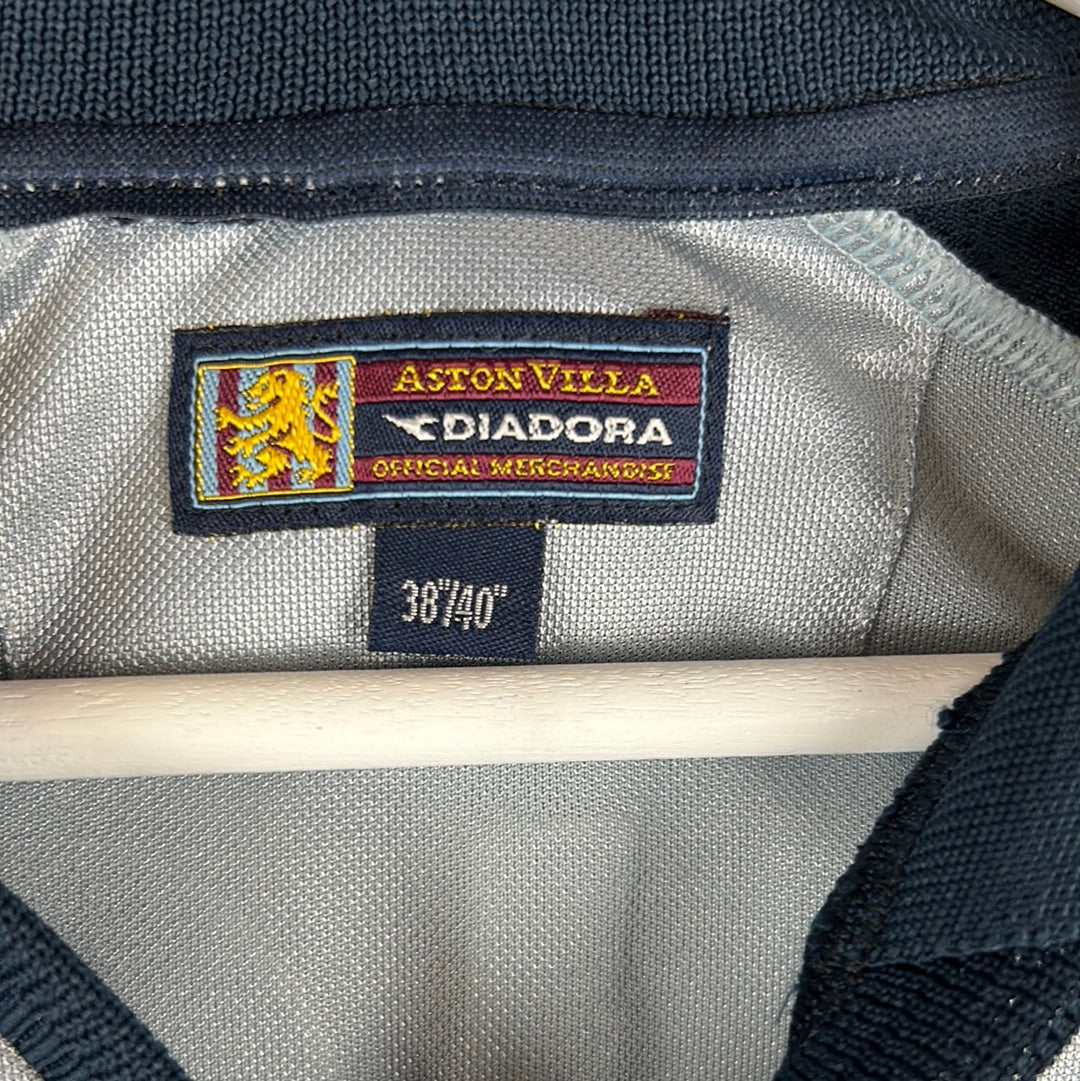 ASTON VILLA
DIADORA
OFFICIAL MERCHANDISE
38"/40"